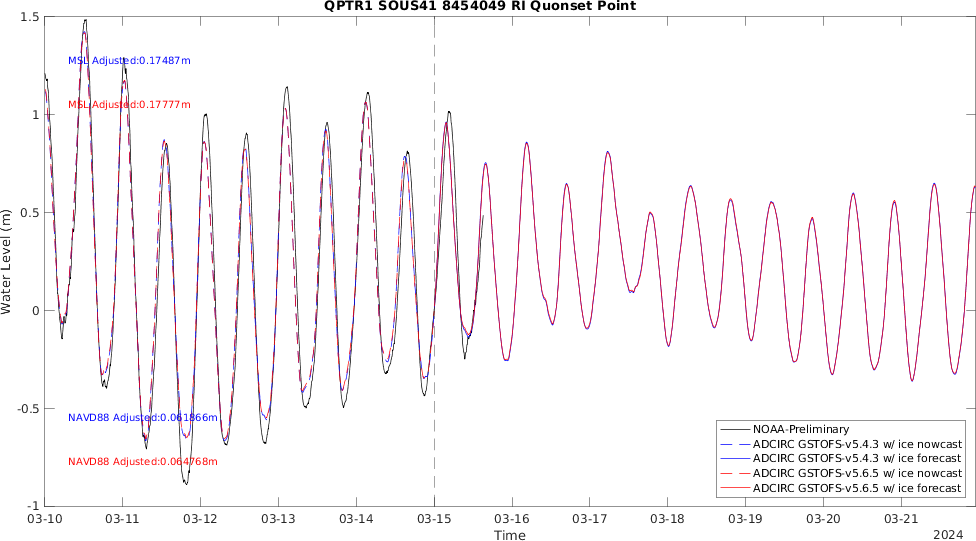 QPTR1 SOUS41 8454049 RI Quonset Point
1.5
1
0.5
0
-0.5
-1
Water Level (m)
MSL Adjusted:0.17487m
MSL Adjusted:0.17777m
NAVD88 Adjusted:0.061866m
NAVD88 Adjusted:0.064768m
NOAA-Preliminary
ADCIRC GSTOFS-v5.4.3 w/ ice nowcast
ADCIRC GSTOFS-v5.4.3 w/ ice forecast
ADCIRC GSTOFS-v5.6.5 w/ ice nowcast
ADCIRC GSTOFS-v5.6.5 w/ ice forecast
03-10 03-11 03-12 03-13 03-14 03-15 03-16 03-17 03-18 03-19 03-20 03-21
Time
2024